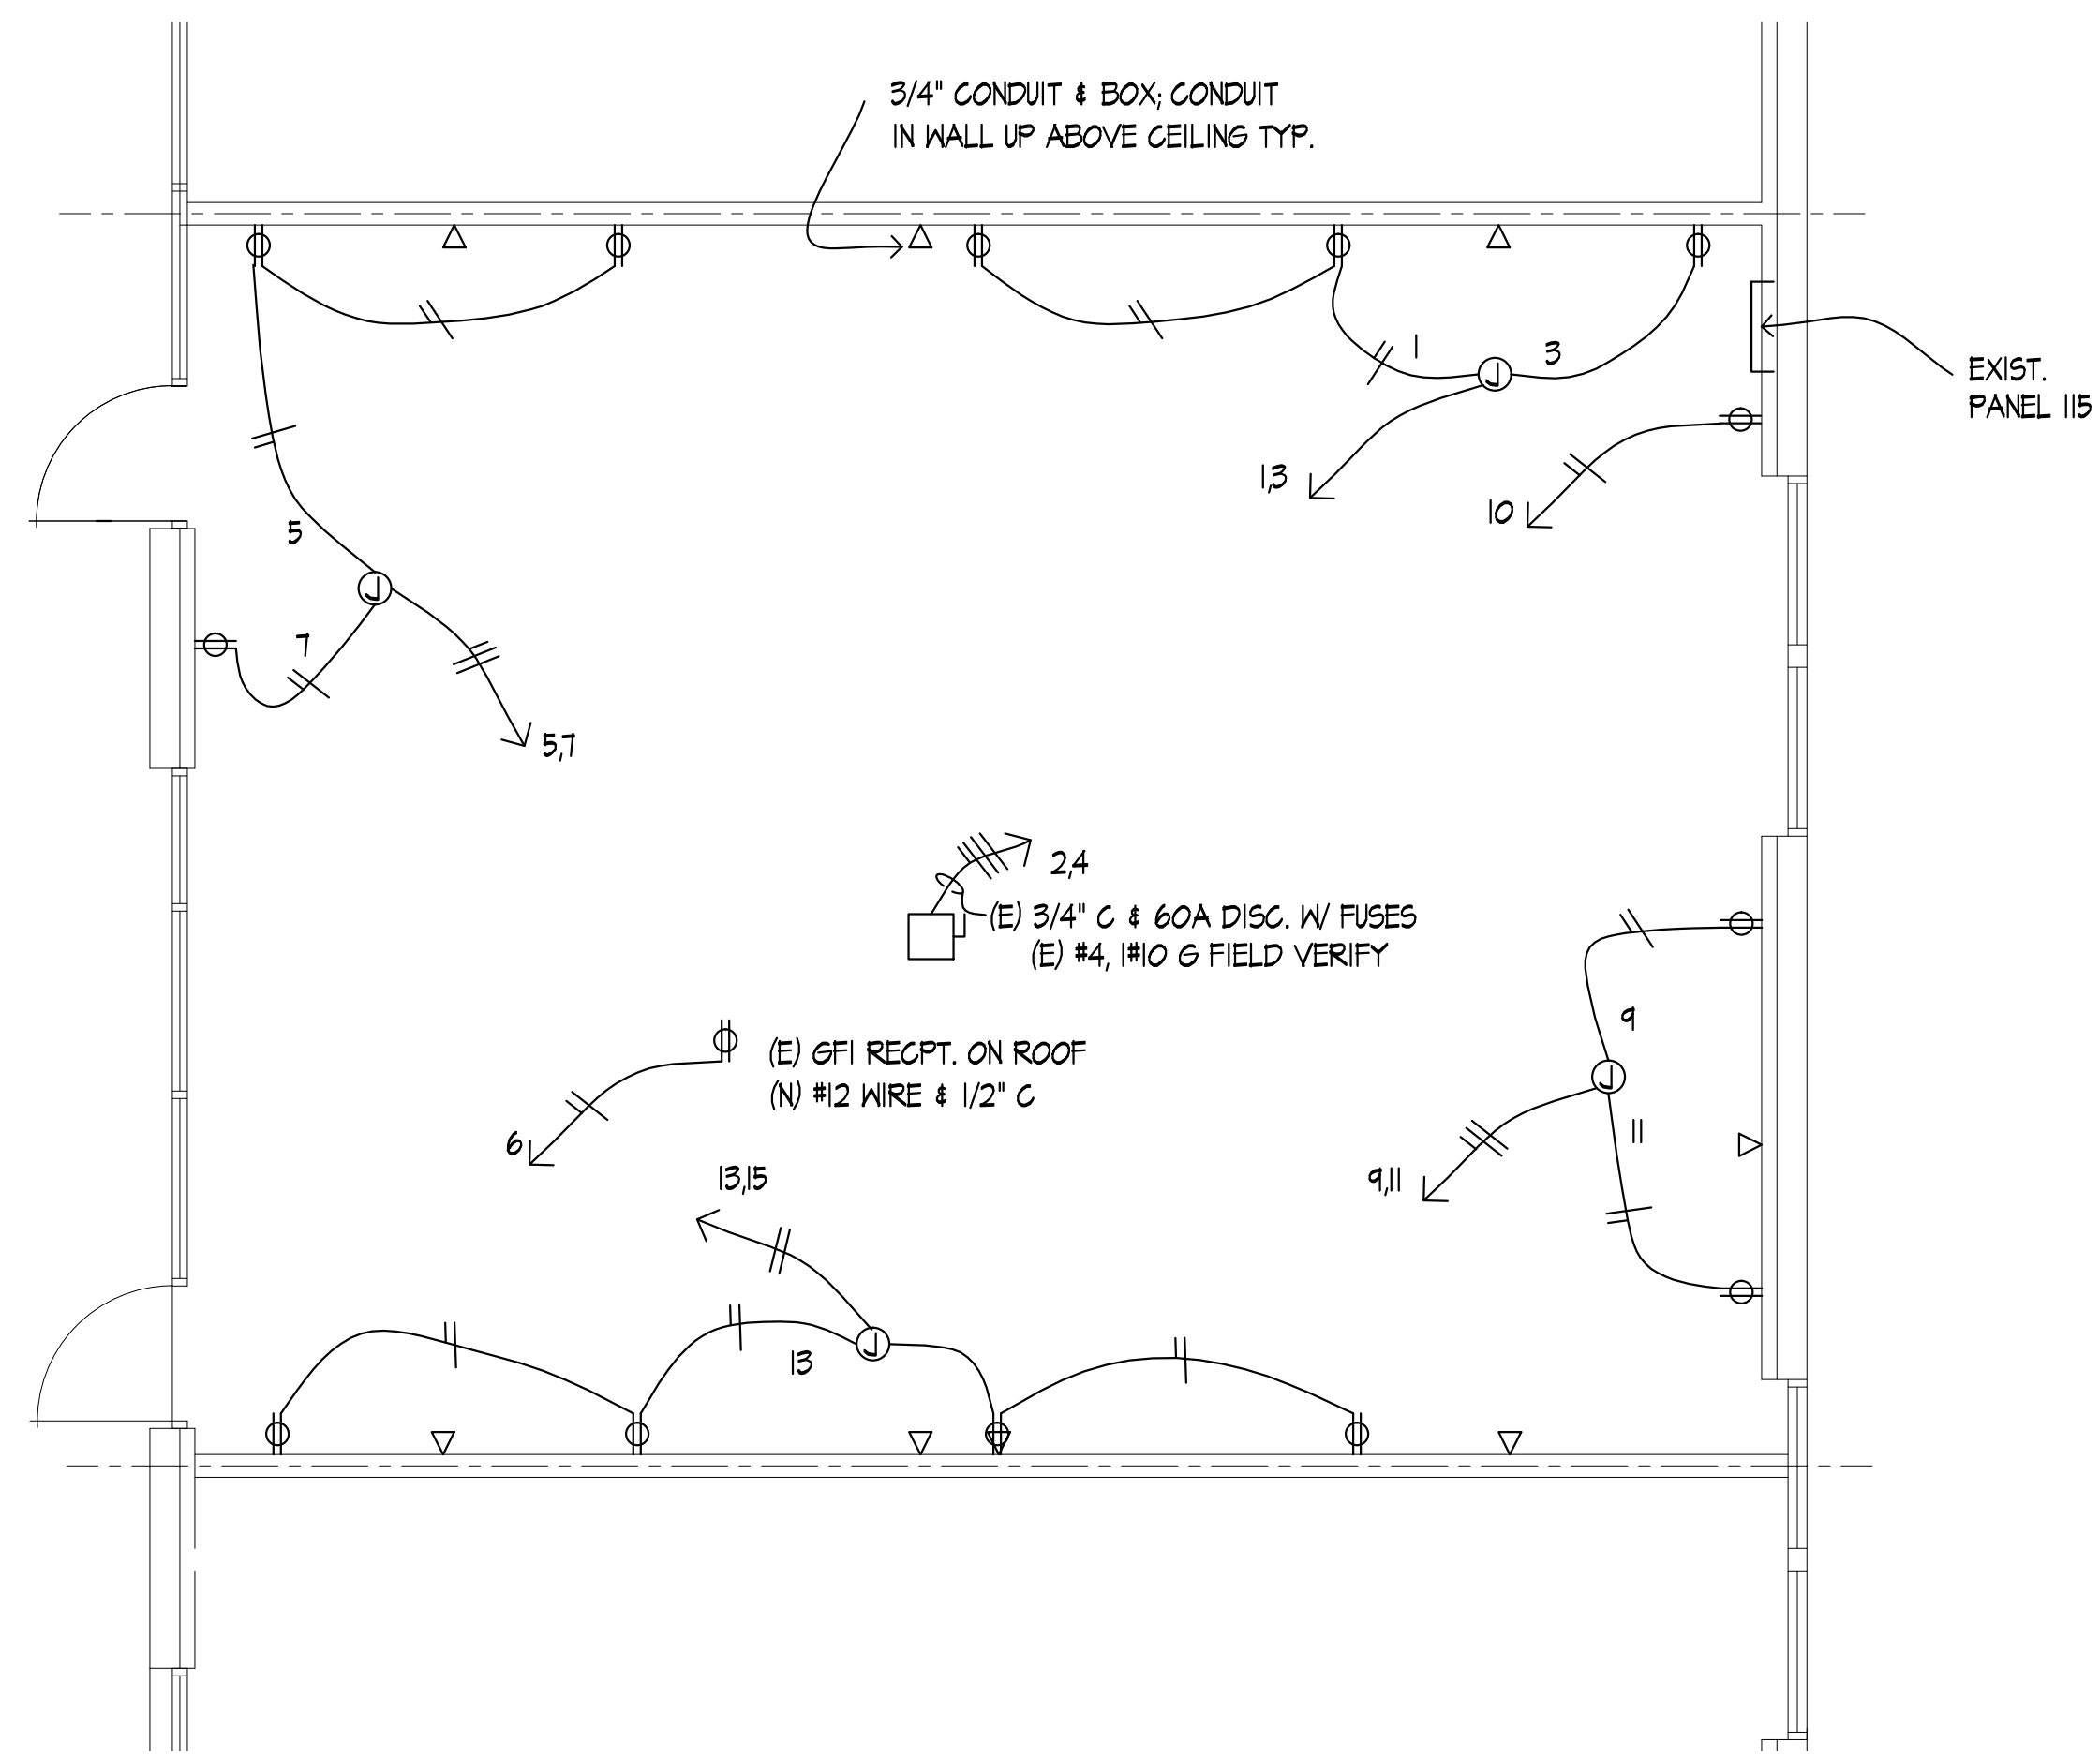 3/4" CONDUIT & BOX; CONDUIT
IN WALL UP ABOVE CEILING TYP.
1
3
J
EXIST.
PANEL 115
1,3
10
5
J
7
5,7
2,4
(E) 3/4" C & 60A DISC. W/ FUSES
(E) #4, 1#10 G FIELD VERIFY
9
(E) GFI RECPT. ON ROOF
(N) #12 WIRE & 1/2" C
J
6
11
13,15
9,11
J
13